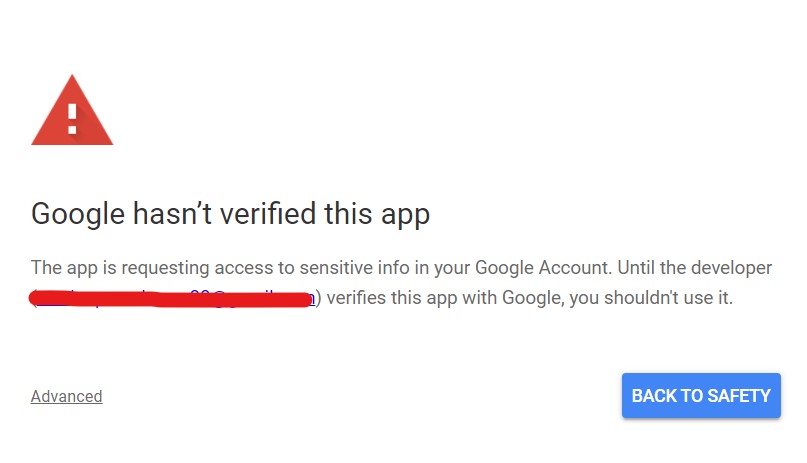 Google hasn’t verified this app
The app is requesting access to sensitive info in your Google Account. Until the developer
) verifies this app with Google, you shouldn't use it.
Advanced
BACK TO SAFETY